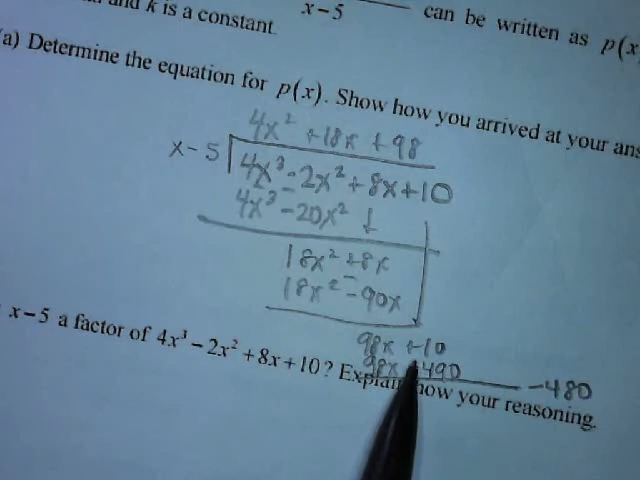 and k is a constant.
x-5
can be written as p(x
(a) Determine the equation for p(x). Show how you arrived at your ans
4x² +18x +98
x-5 4x³-2x²+8x+10
4x³-20x² ↓
18x²+8x
18x²-90x
98x +10
98x -490
-480
x-5 a factor of 4x³-2x²+8x+10? Explain how your reasoning.